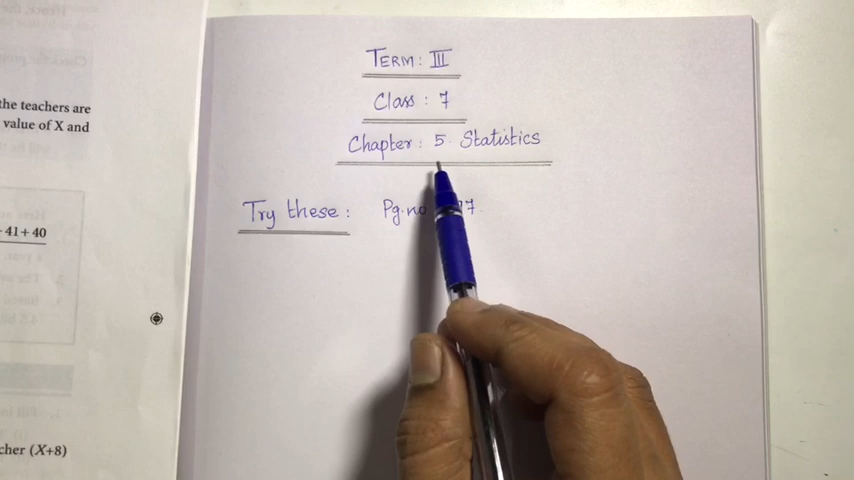 the teachers are
value of X and
41 + 40
cher (X+8)
TERM: III
Class : 7
Chapter: 5. Statistics
Try these: Pg.no